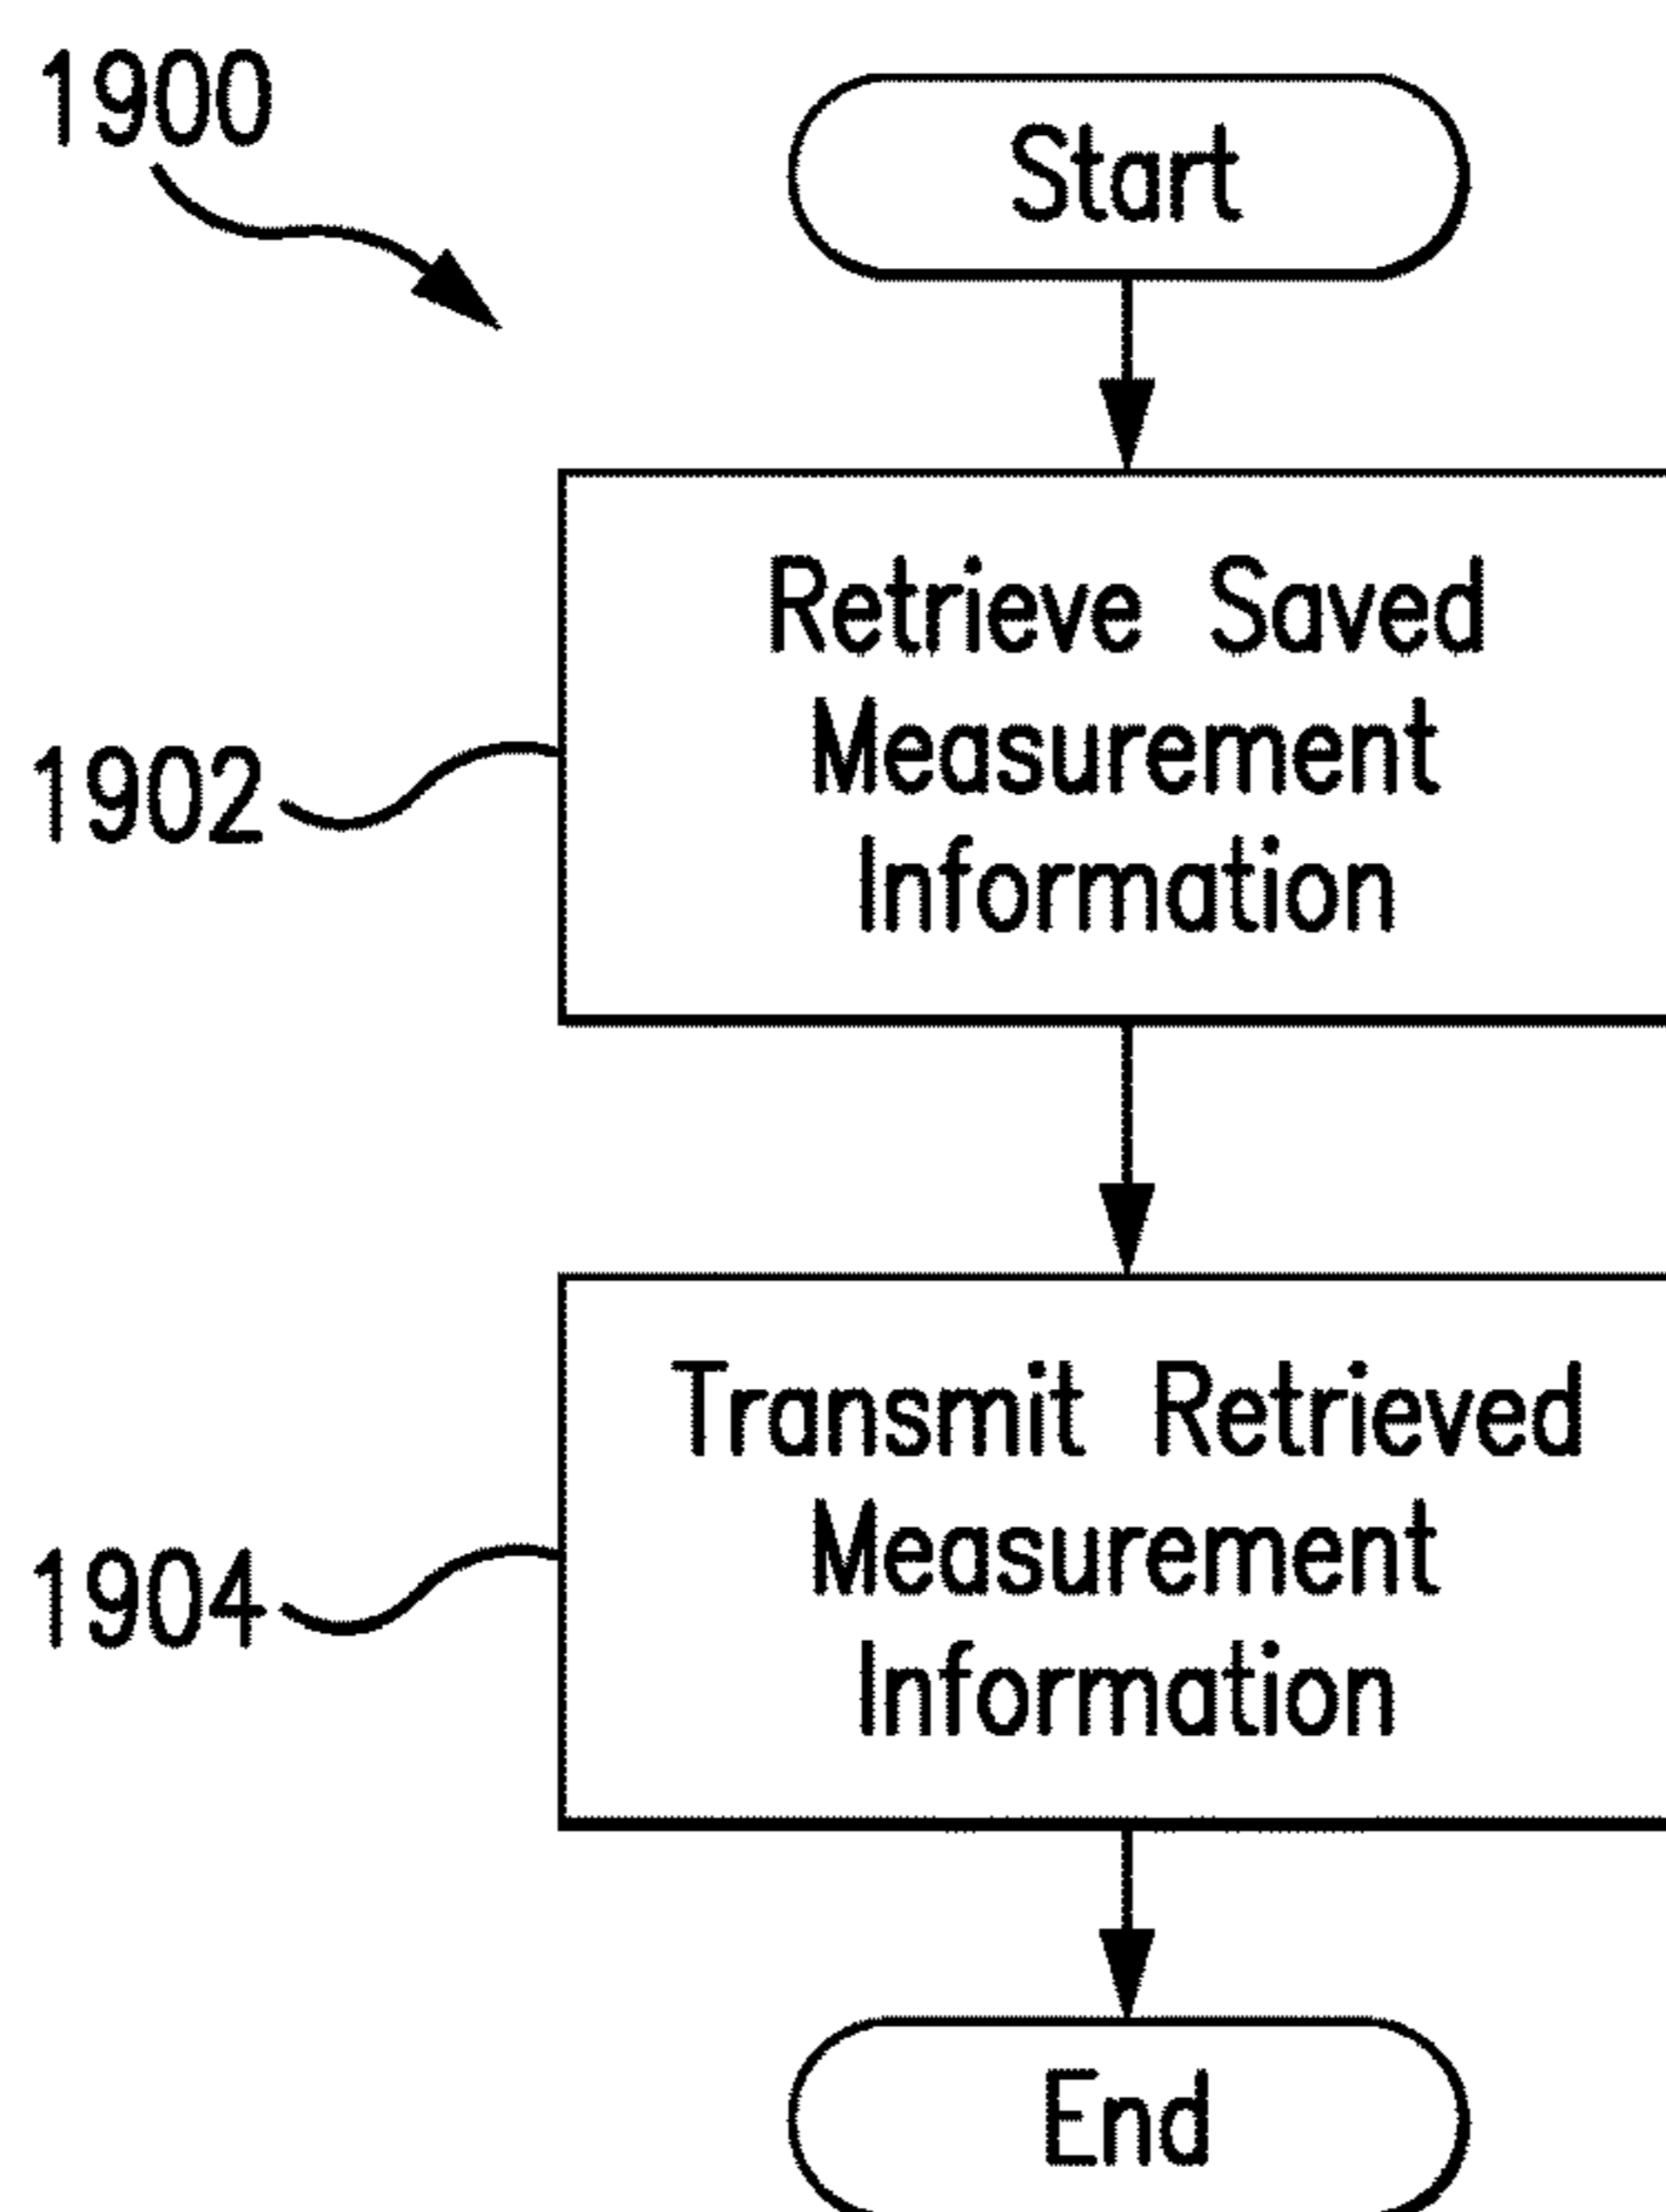 1900
Start
Retrieve Saved
Measurement
Information
1902
Transmit Retrieved
Measurement
Information
1904
End